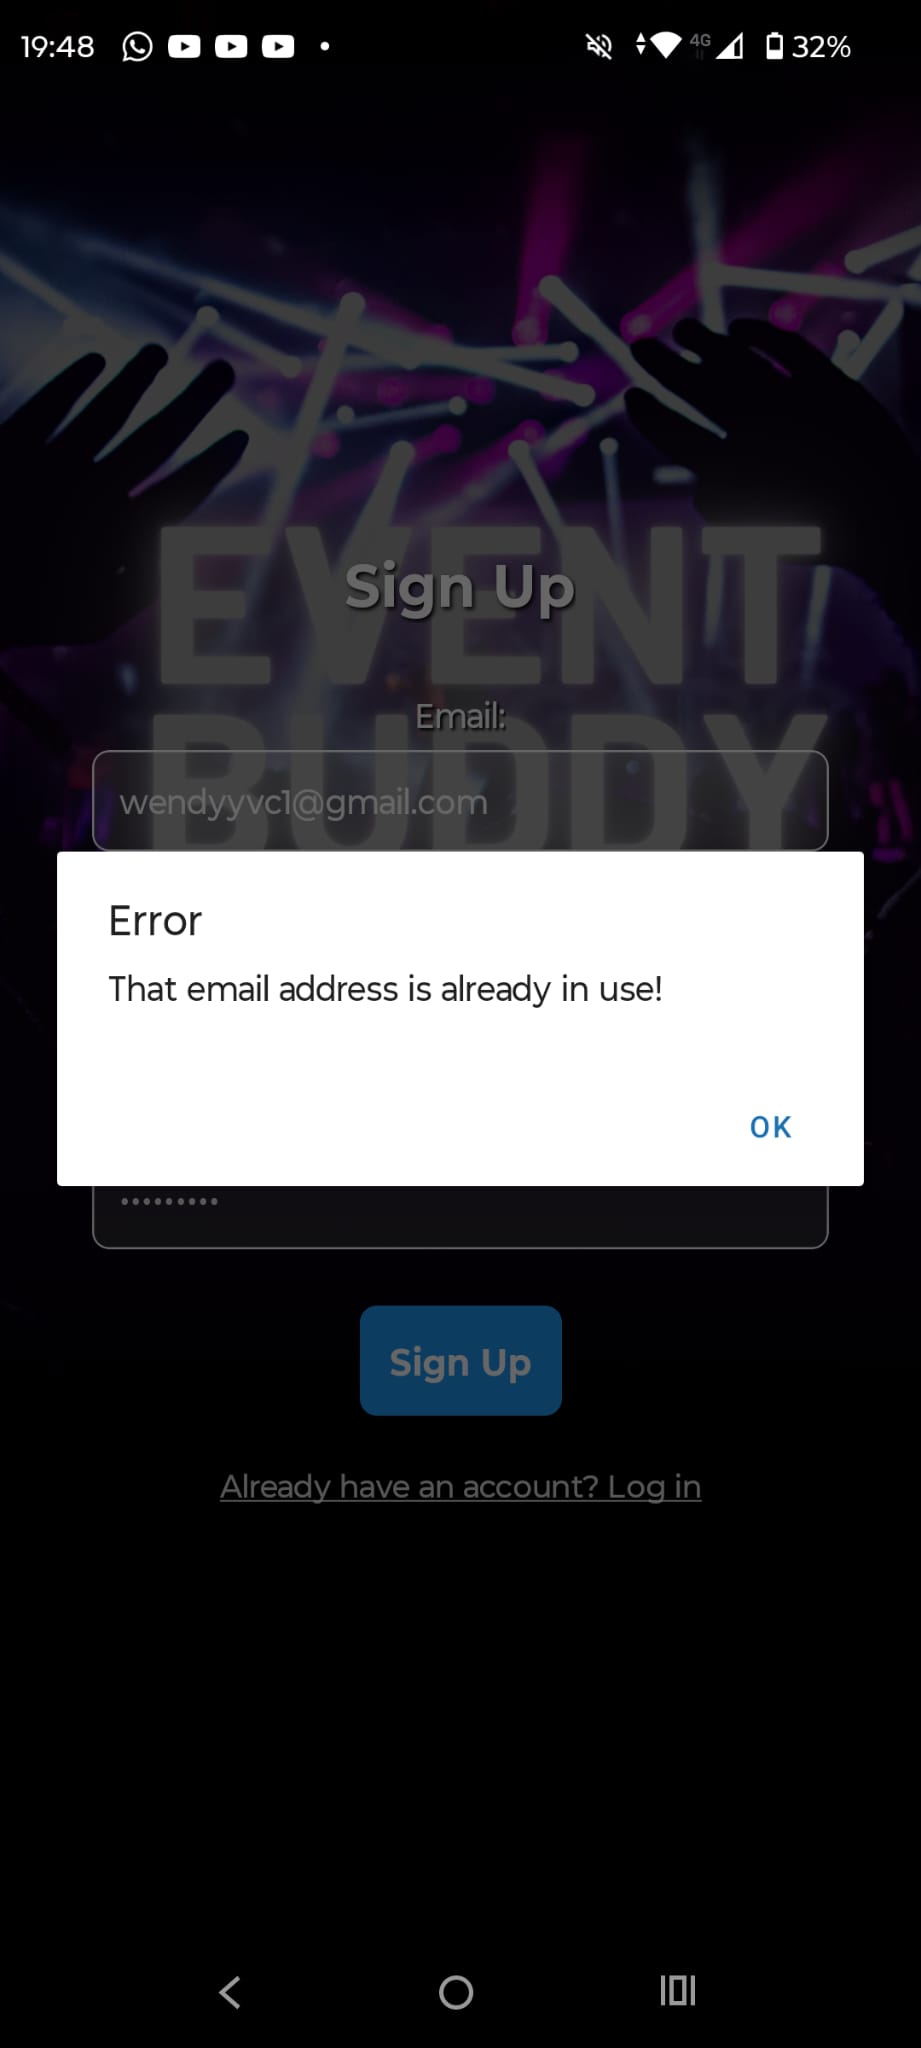 19:48 4G 32%
EVENT
Sign Up
Email:
BUDDY
wendyyvc1@gmail.com
Error
That email address is already in use!
OK
•••••••••
Sign Up
Already have an account? Log in